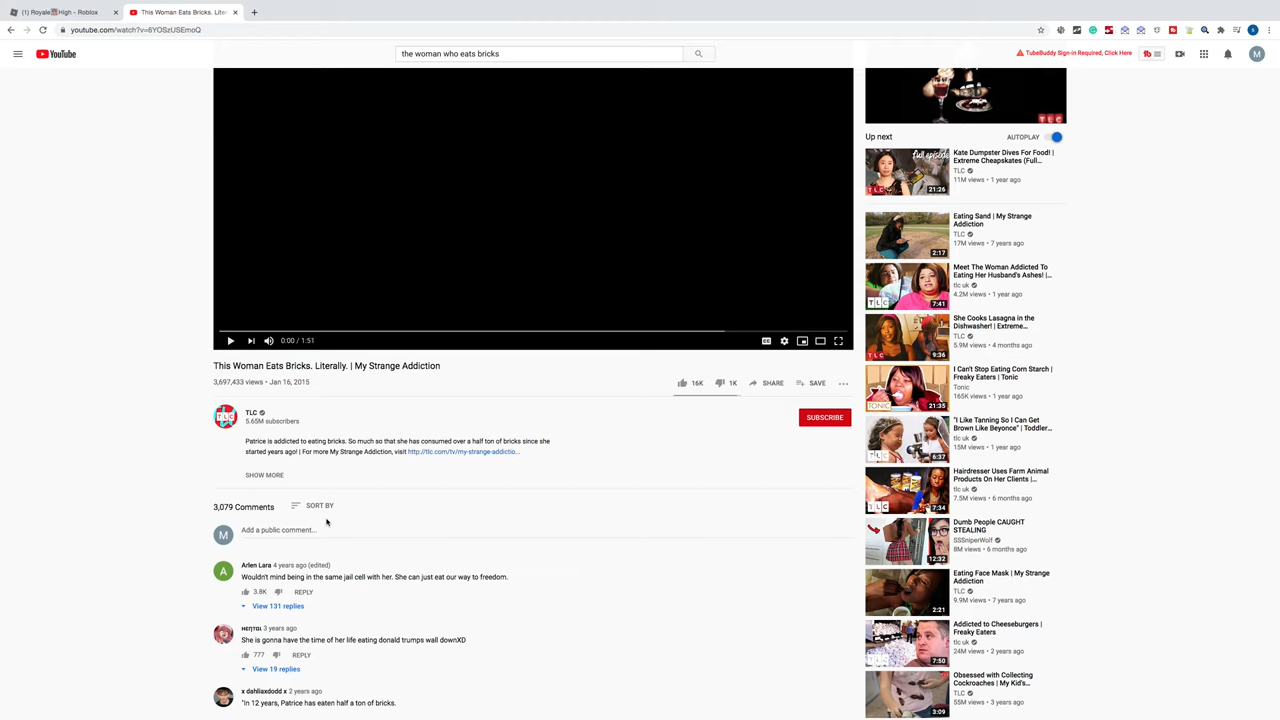 (1) Royale🏰High - Roblox
This Woman Eats Bricks. Liter
youtube.com/watch?v=6YOSzUSEmoQ
YouTube
the woman who eats bricks
TubeBuddy Sign-in Required, Click Here
M
TLC
Up next
AUTOPLAY
full episode
TLC
21:26
Kate Dumpster Dives For Food! |
Extreme Cheapskates (Full...
TLC
11M views • 1 year ago
2:17
Eating Sand | My Strange
Addiction
TLC
17M views • 7 years ago
TLC
7:41
Meet The Woman Addicted To
Eating Her Husband's Ashes! |...
tlc uk
4.2M views • 1 year ago
TLC
9:36
She Cooks Lasagna in the
Dishwasher! | Extreme...
TLC
5.9M views • 4 months ago
TONIC
21:35
I Can't Stop Eating Corn Starch |
Freaky Eaters | Tonic
Tonic
165K views • 1 year ago
6:37
"I Like Tanning So I Can Get
Brown Like Beyonce" | Toddler...
tlc uk
15M views • 1 year ago
TLC
7:34
Hairdresser Uses Farm Animal
Products On Her Clients |...
tlc uk
7.5M views • 6 months ago
12:32
Dumb People CAUGHT
STEALING
SSSniperWolf
8M views • 6 months ago
2:21
Eating Face Mask | My Strange
Addiction
TLC
9.9M views • 7 years ago
7:50
Addicted to Cheeseburgers |
Freaky Eaters
tlc uk
24M views • 2 years ago
3:09
Obsessed with Collecting
Cockroaches | My Kid's...
TLC
55M views • 3 years ago
0:00 / 1:51
This Woman Eats Bricks. Literally. | My Strange Addiction
3,697,433 views • Jan 16, 2015
16K
1K
SHARE
SAVE
TLC
TLC
5.65M subscribers
SUBSCRIBE
Patrice is addicted to eating bricks. So much so that she has consumed over a half ton of bricks since she
started years ago! | For more My Strange Addiction, visit http://tlc.com/tv/my-strange-addictio...
SHOW MORE
3,079 Comments
SORT BY
M
Add a public comment...
A
Arlen Lara 4 years ago (edited)
Wouldn't mind being in the same jail cell with her. She can just eat our way to freedom.
3.8K
REPLY
View 131 replies
3 years ago
She is gonna have the time of her life eating donald trumps wall downXD
777
REPLY
View 19 replies
x dahliaxdodd x 2 years ago
"In 12 years, Patrice has eaten half a ton of bricks.